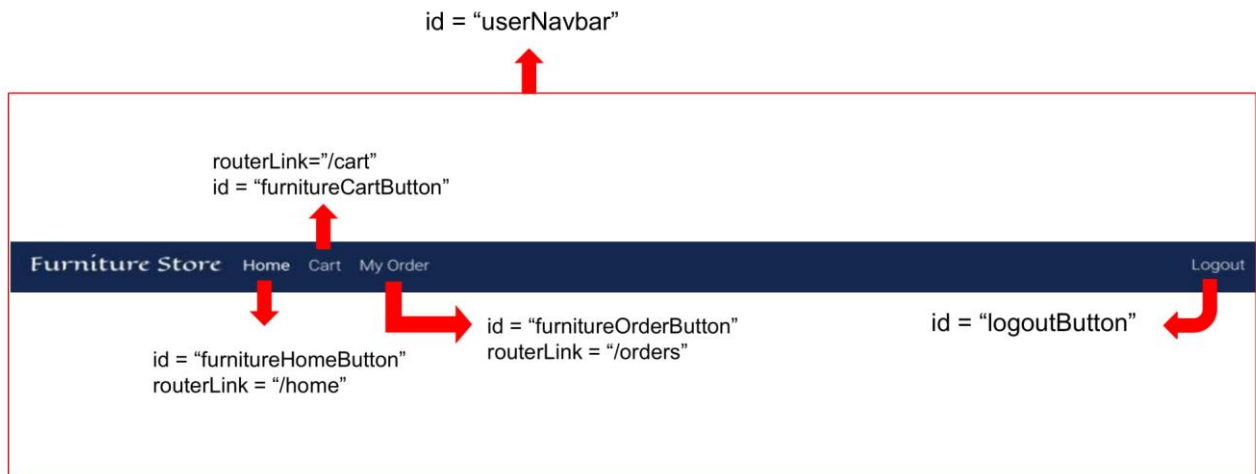 id = “userNavbar”
routerLink=”/cart”
id = “furnitureCartButton”
Furniture Store Home Cart My Order Logout
id = “furnitureOrderButton”
routerLink = “/orders”
id = “logoutButton”
id = “furnitureHomeButton”
routerLink = “/home”